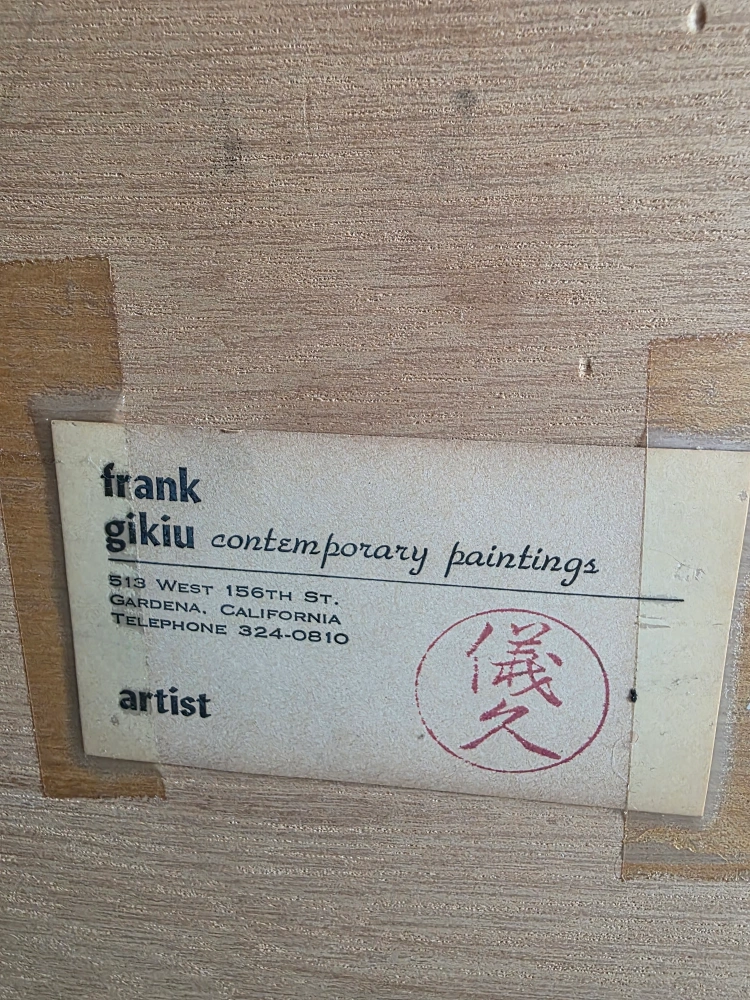 frank
gikiu contemporary paintings
513 West 156th St.
Gardena, California
Telephone 324-0810
artist
儀
久